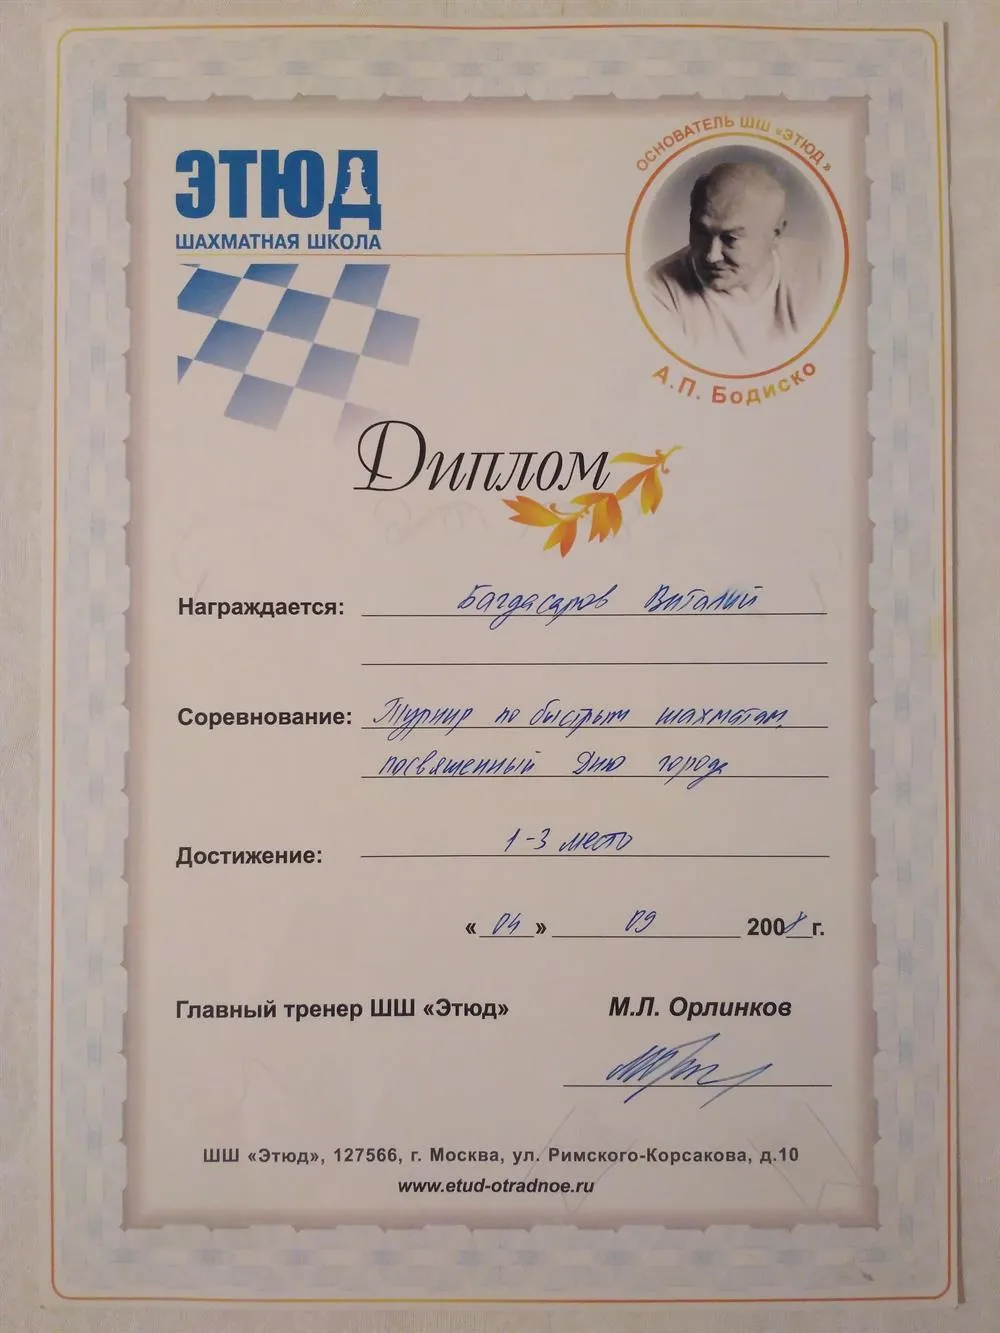 ЭТЮД
ШАХМАТНАЯ ШКОЛА
ОСНОВАТЕЛЬ ШШ «ЭТЮД»
А.П. Бодиско
Диплом
Награждается: Багдасаров Виталий
Соревнование: Турнир по быстрым шахматам,
посвященный Дню города
Достижение: 1-3 место
«04» 09 2008 г.
Главный тренер ШШ «Этюд» М.Л. Орлинков
ШШ «Этюд», 127566, г. Москва, ул. Римского-Корсакова, д.10
www.etud-otradnoe.ru